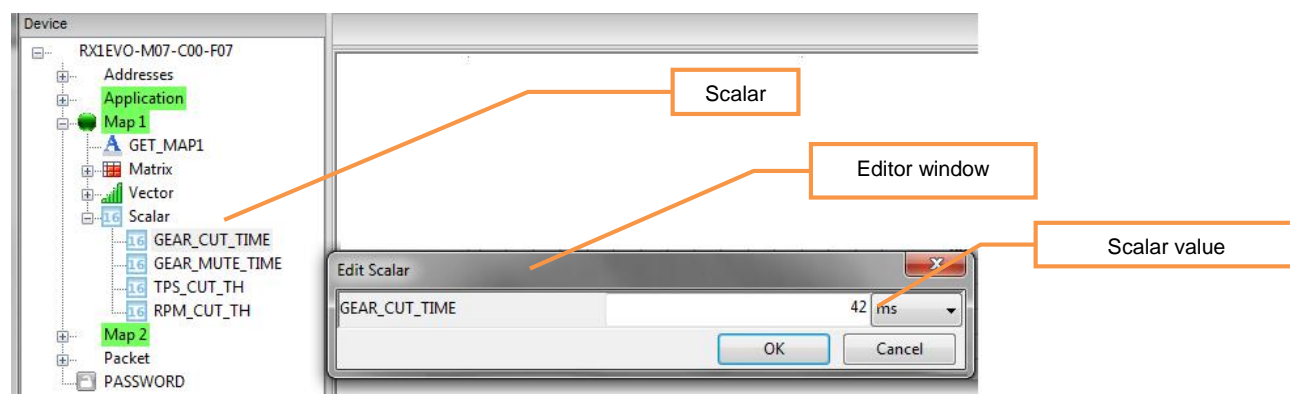 Device
RX1EVO-M07-C00-F07
Addresses
Application
Map 1
GET_MAP1
Matrix
Vector
16 Scalar
16 GEAR_CUT_TIME
16 GEAR_MUTE_TIME
16 TPS_CUT_TH
16 RPM_CUT_TH
Map 2
Packet
PASSWORD
Scalar
Editor window
Scalar value
Edit Scalar
GEAR_CUT_TIME 42 ms
OK Cancel